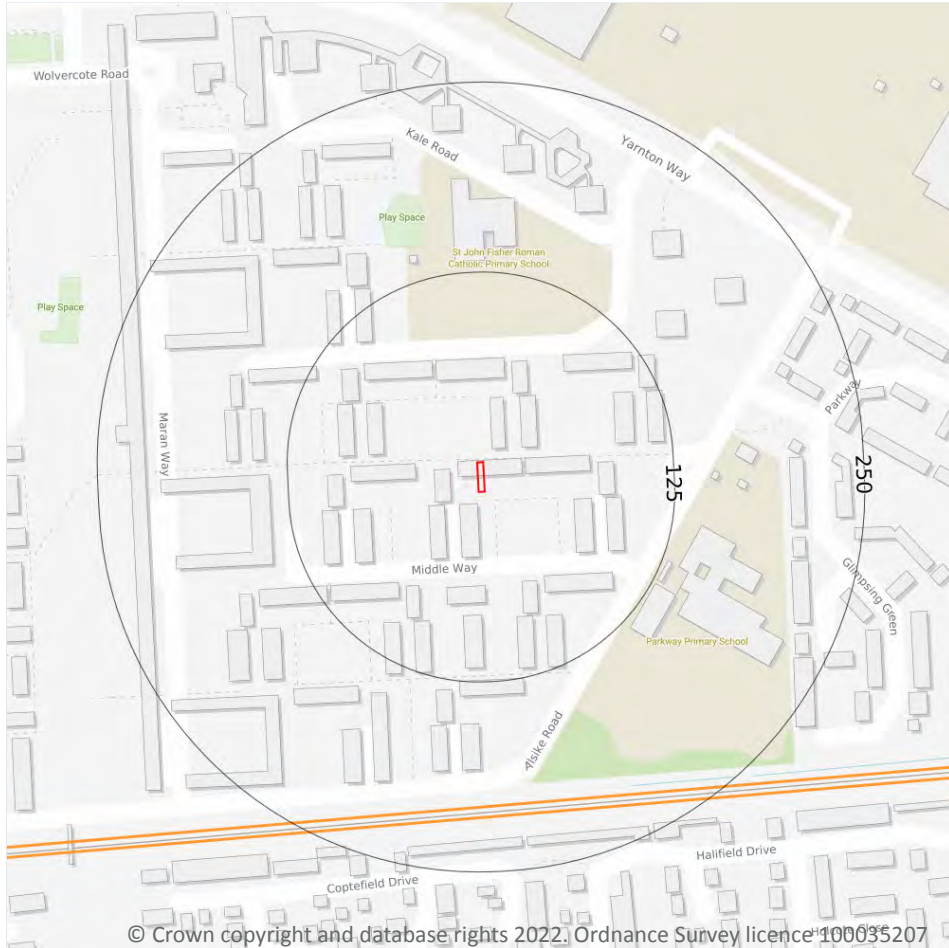 Wolvercote Road
Kale Road
Yarnton Way
Play Space
St John Fisher Roman
Catholic Primary School
Play Space
Parkway
Maran Way
125
250
Middle Way
Glimpsing Green
Parkway Primary School
Alsike Road
Halifield Drive
Coptefield Drive
© Crown copyright and database rights 2022. Ordnance Survey licence 100035207